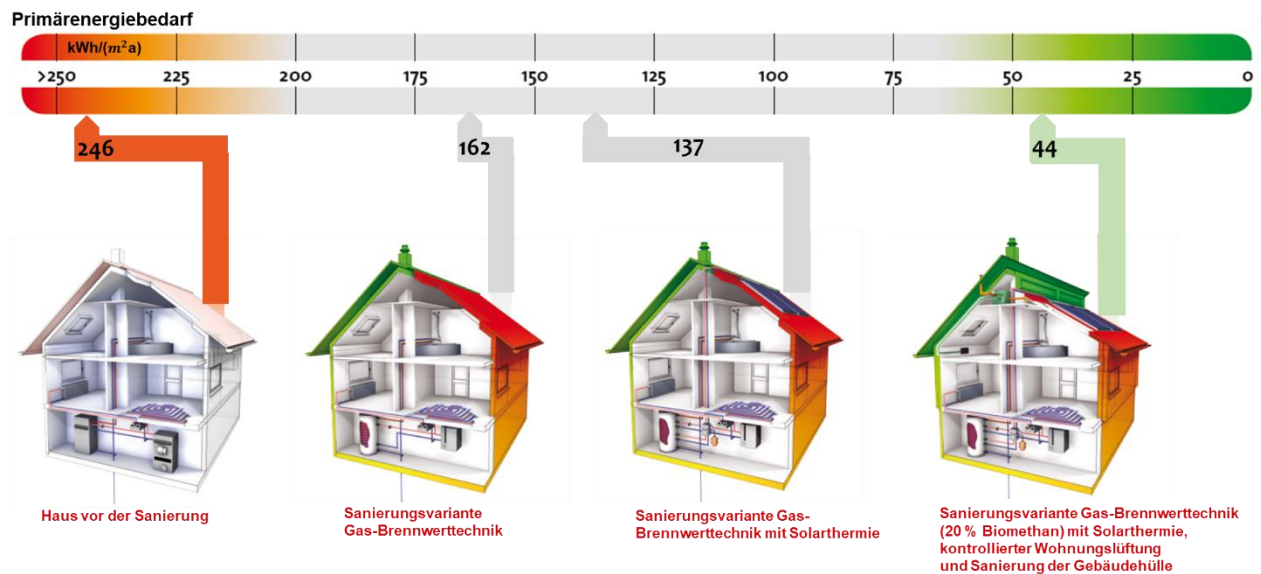 Primärenergiebedarf
kWh/(m²a)
>250 225 200 175 150 125 100 75 50 25 0
246 162 137 44
Haus vor der Sanierung
Sanierungsvariante
Gas-Brennwerttechnik
Sanierungsvariante Gas-
Brennwerttechnik mit Solarthermie
Sanierungsvariante Gas-Brennwerttechnik
(20 % Biomethan) mit Solarthermie,
kontrollierter Wohnungslüftung
und Sanierung der Gebäudehülle